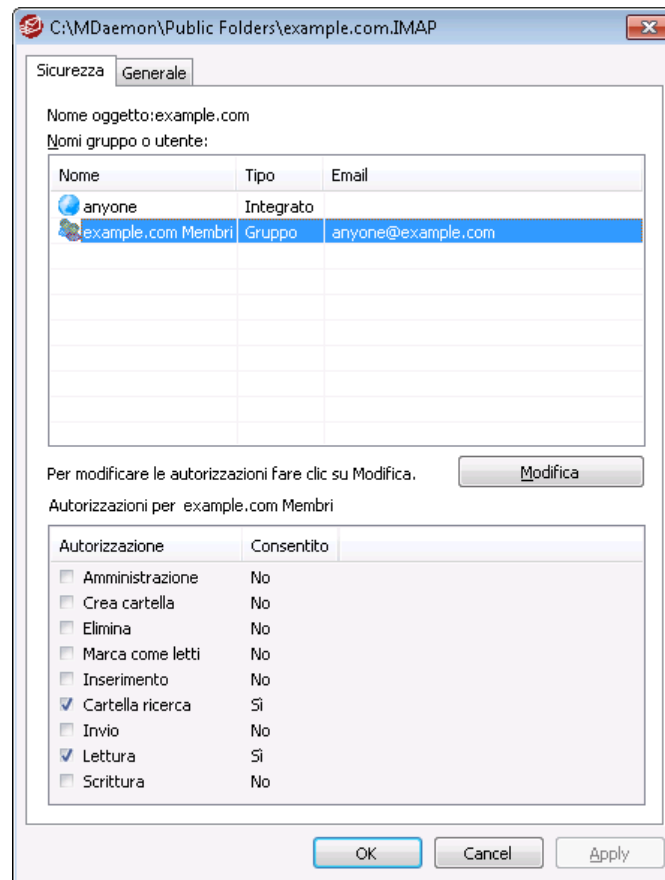 C:\MDaemon\Public Folders\example.com.IMAP
Sicurezza Generale
Nome oggetto:example.com
Nomi gruppo o utente:
Nome Tipo Email
anyone Integrato
example.com Membri Gruppo anyone@example.com
Per modificare le autorizzazioni fare clic su Modifica. Modifica
Autorizzazioni per example.com Membri
Autorizzazione Consentito
Amministrazione No
Crea cartella No
Elimina No
Marca come letti No
Inserimento No
Cartella ricerca Sì
Invio No
Lettura Sì
Scrittura No
OK Cancel Apply